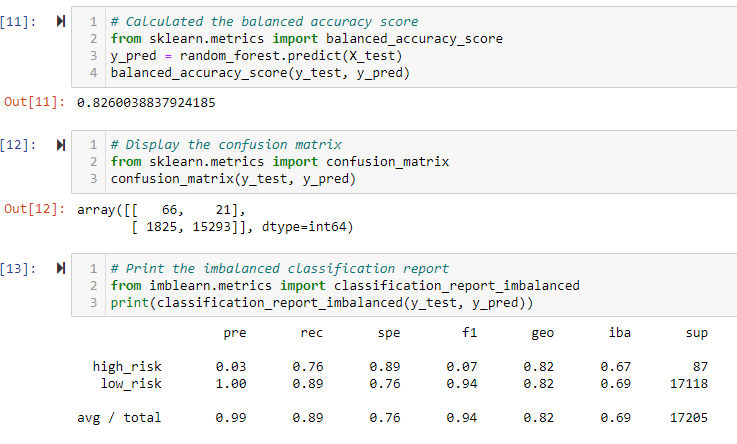 [11]: 1 # Calculated the balanced accuracy score
2 from sklearn.metrics import balanced_accuracy_score
3 y_pred = random_forest.predict(X_test)
4 balanced_accuracy_score(y_test, y_pred)
Out[11]: 0.8260038837924185
[12]: 1 # Display the confusion matrix
2 from sklearn.metrics import confusion_matrix
3 confusion_matrix(y_test, y_pred)
Out[12]: array([[   66,    21],
       [ 1825, 15293]], dtype=int64)
[13]: 1 # Print the imbalanced classification report
2 from imblearn.metrics import classification_report_imbalanced
3 print(classification_report_imbalanced(y_test, y_pred))
pre rec spe f1 geo iba sup
high_risk 0.03 0.76 0.89 0.07 0.82 0.67 87
low_risk 1.00 0.89 0.76 0.94 0.82 0.69 17118
avg / total 0.99 0.89 0.76 0.94 0.82 0.69 17205